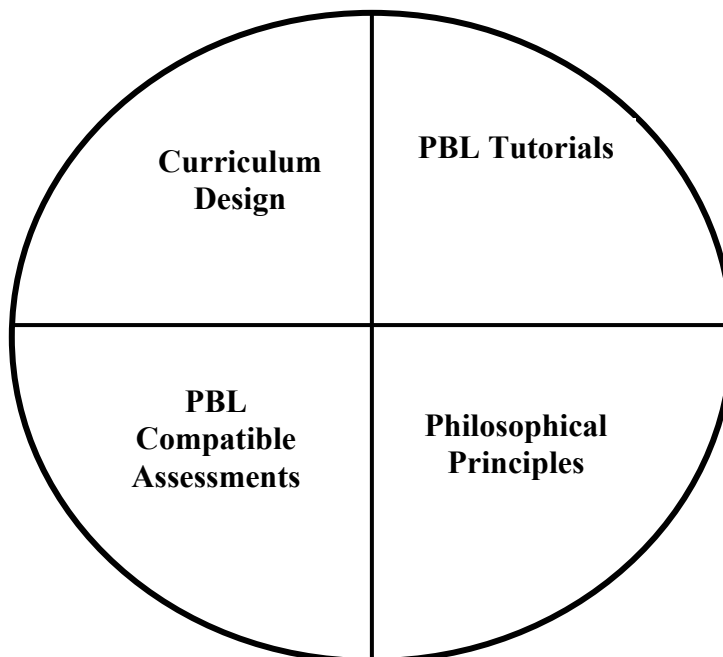 Curriculum
Design
PBL Tutorials
PBL
Compatible
Assessments
Philosophical
Principles